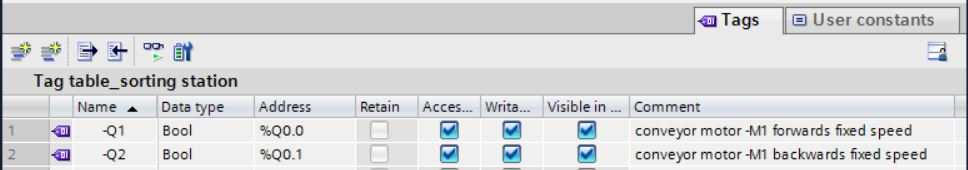 Tags User constants
Tag table_sorting station
Name Data type Address Retain Acces... Writa... Visible in ... Comment
1 -Q1 Bool %Q0.0 conveyor motor -M1 forwards fixed speed
2 -Q2 Bool %Q0.1 conveyor motor -M1 backwards fixed speed